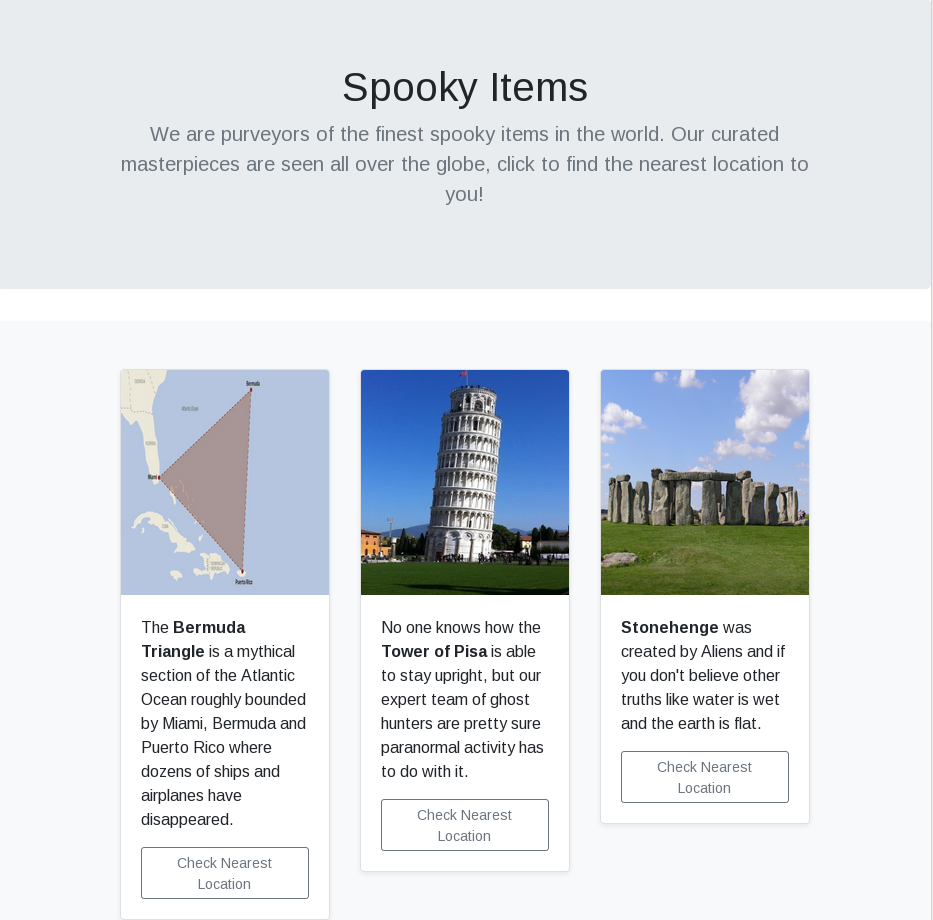 Spooky Items
We are purveyors of the finest spooky items in the world. Our curated
masterpieces are seen all over the globe, click to find the nearest location to
you!
Bermuda
Miami
Puerto Rico
The Bermuda
Triangle is a mythical
section of the Atlantic
Ocean roughly bounded
by Miami, Bermuda and
Puerto Rico where
dozens of ships and
airplanes have
disappeared.
Check Nearest
Location
No one knows how the
Tower of Pisa is able
to stay upright, but our
expert team of ghost
hunters are pretty sure
paranormal activity has
to do with it.
Check Nearest
Location
Stonehenge was
created by Aliens and if
you don't believe other
truths like water is wet
and the earth is flat.
Check Nearest
Location